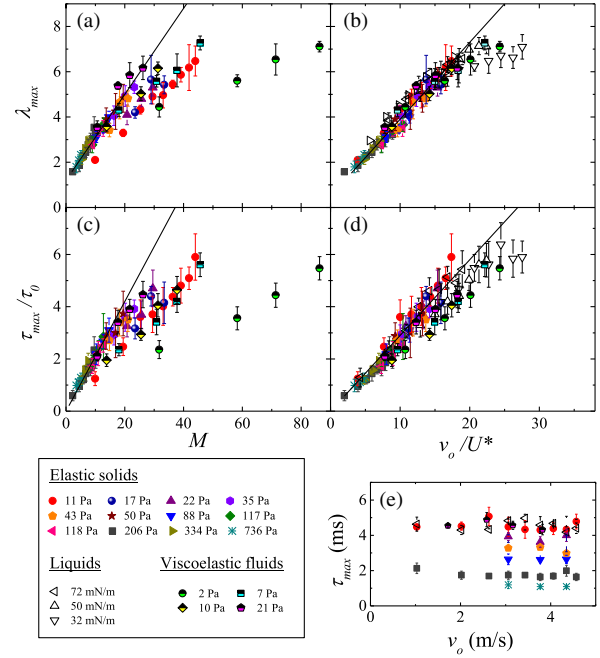 (a) (b)
8
6
4
2
0
λmax
(c) (d)
6
4
2
0
τmax/τ0
0 20 40 60 80 0 10 20 30
M vo/U*
Elastic solids
11 Pa 17 Pa 22 Pa 35 Pa
43 Pa 50 Pa 88 Pa 117 Pa
118 Pa 206 Pa 334 Pa 736 Pa
Liquids Viscoelastic fluids
72 mN/m 2 Pa 7 Pa
50 mN/m 10 Pa 21 Pa
32 mN/m
(e)
6
4
2
0
τmax (ms)
0 1 2 3 4
vo (m/s)